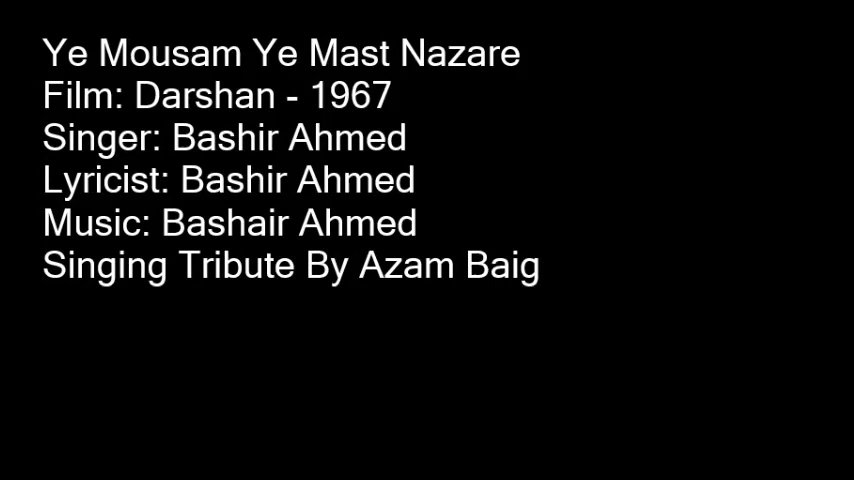 Ye Mousam Ye Mast Nazare
Film: Darshan - 1967
Singer: Bashir Ahmed
Lyricist: Bashir Ahmed
Music: Bashair Ahmed
Singing Tribute By Azam Baig